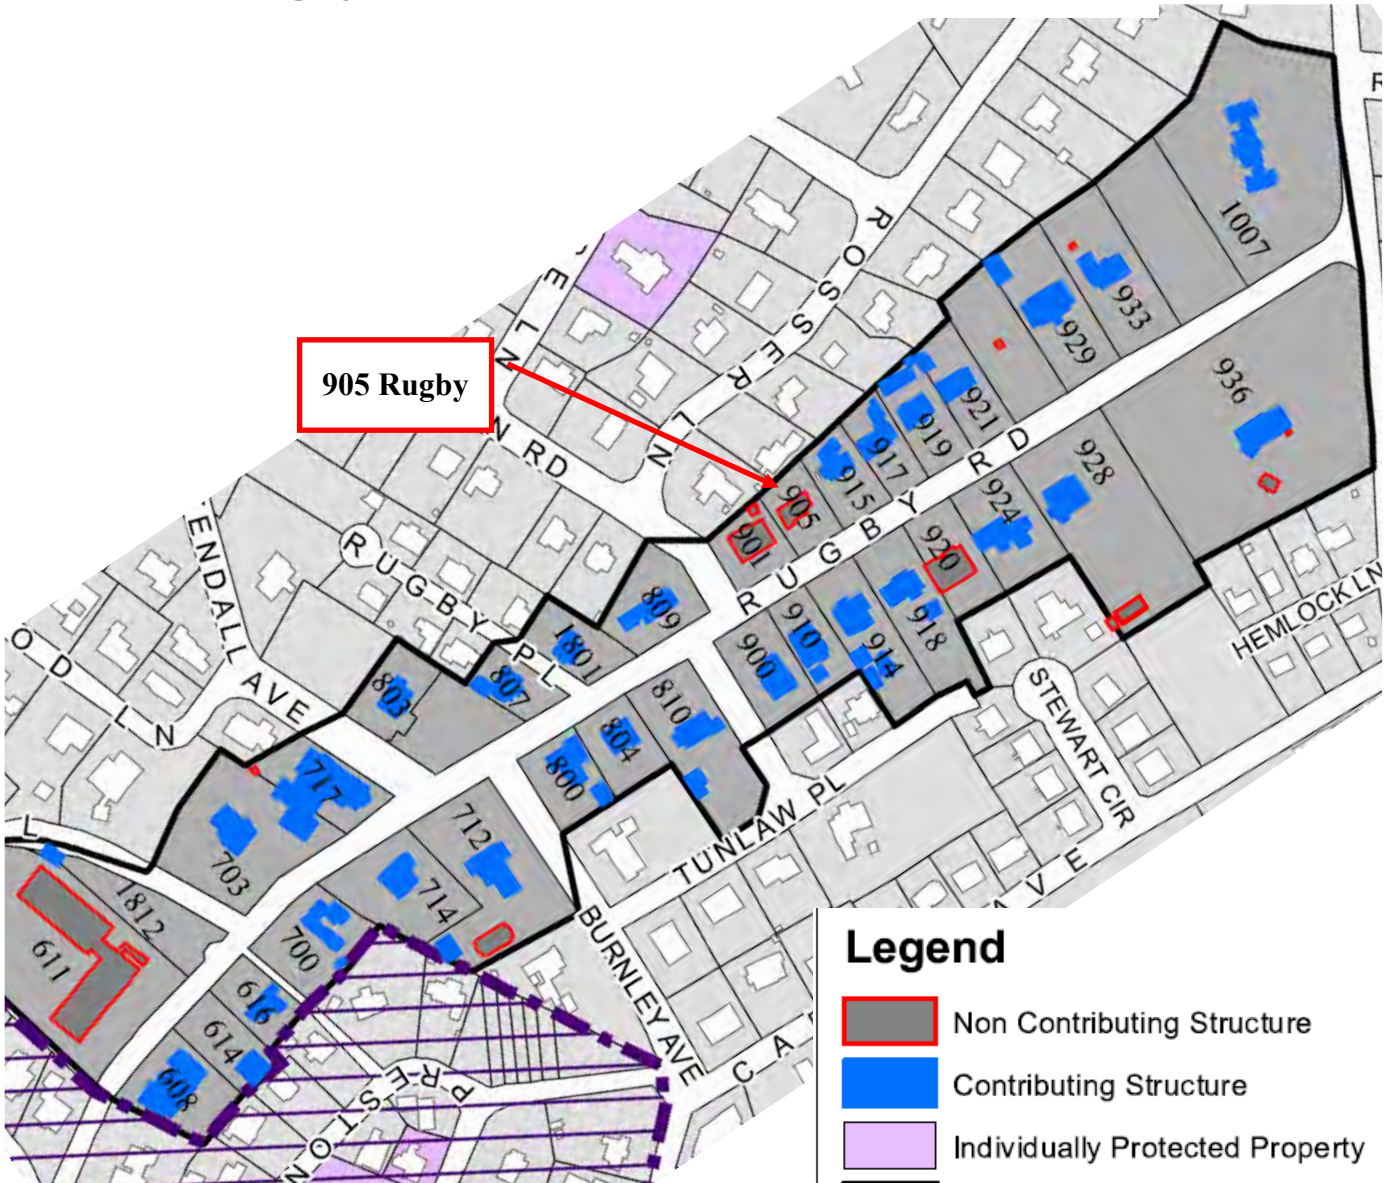 R
1007
ROSSER LN
933
929
LN
905 Rugby
N RD
936
921
919
917
915
905
901
RUGBY RD
928
924
920
918
914
910
900
ENDALL AVE
RUGBY PL
809
1801
807
803
HEMLOCK LN
STEWART CIR
ODLN
810
804
800
717
703
TUNLAW PL
712
714
L
1812
700
611
616
614
608
BURNLEY AVE
AVE
CA
PRESTON
Legend
Non Contributing Structure
Contributing Structure
Individually Protected Property